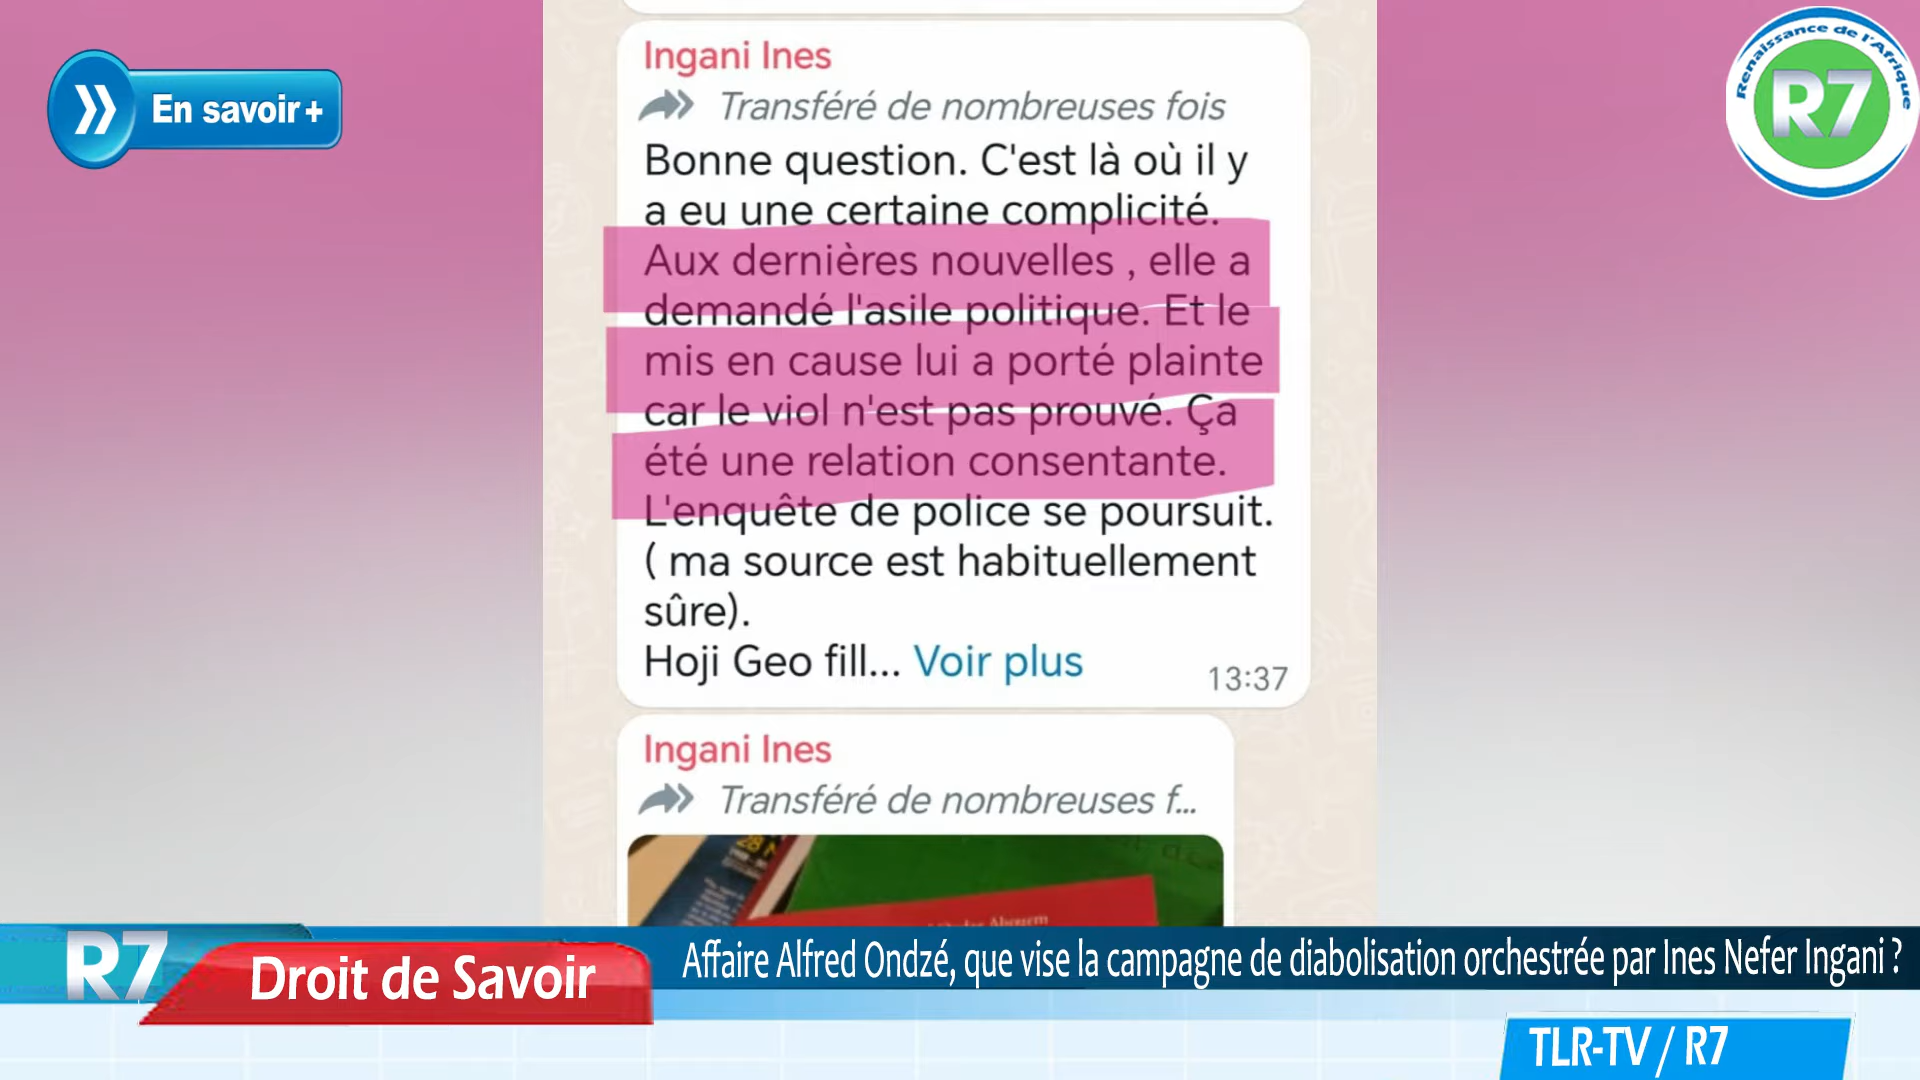 En savoir +
Renaissance de l'Afrique
R7
Ingani Ines
Transféré de nombreuses fois
Bonne question. C'est là où il y
a eu une certaine complicité.
Aux dernières nouvelles , elle a
demandé l'asile politique. Et le
mis en cause lui a porté plainte
car le viol n'est pas prouvé. Ça
été une relation consentante.
L'enquête de police se poursuit.
( ma source est habituellement
sûre).
Hoji Geo fill... Voir plus
13:37
Ingani Ines
Transféré de nombreuses f...
R7
Droit de Savoir
Affaire Alfred Ondzé, que vise la campagne de diabolisation orchestrée par Ines Nefer Ingani ?
TLR-TV / R7